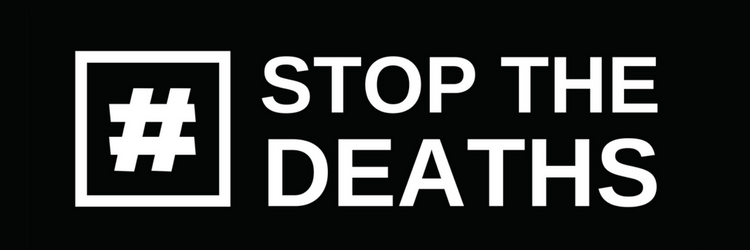 # STOP THE
DEATHS